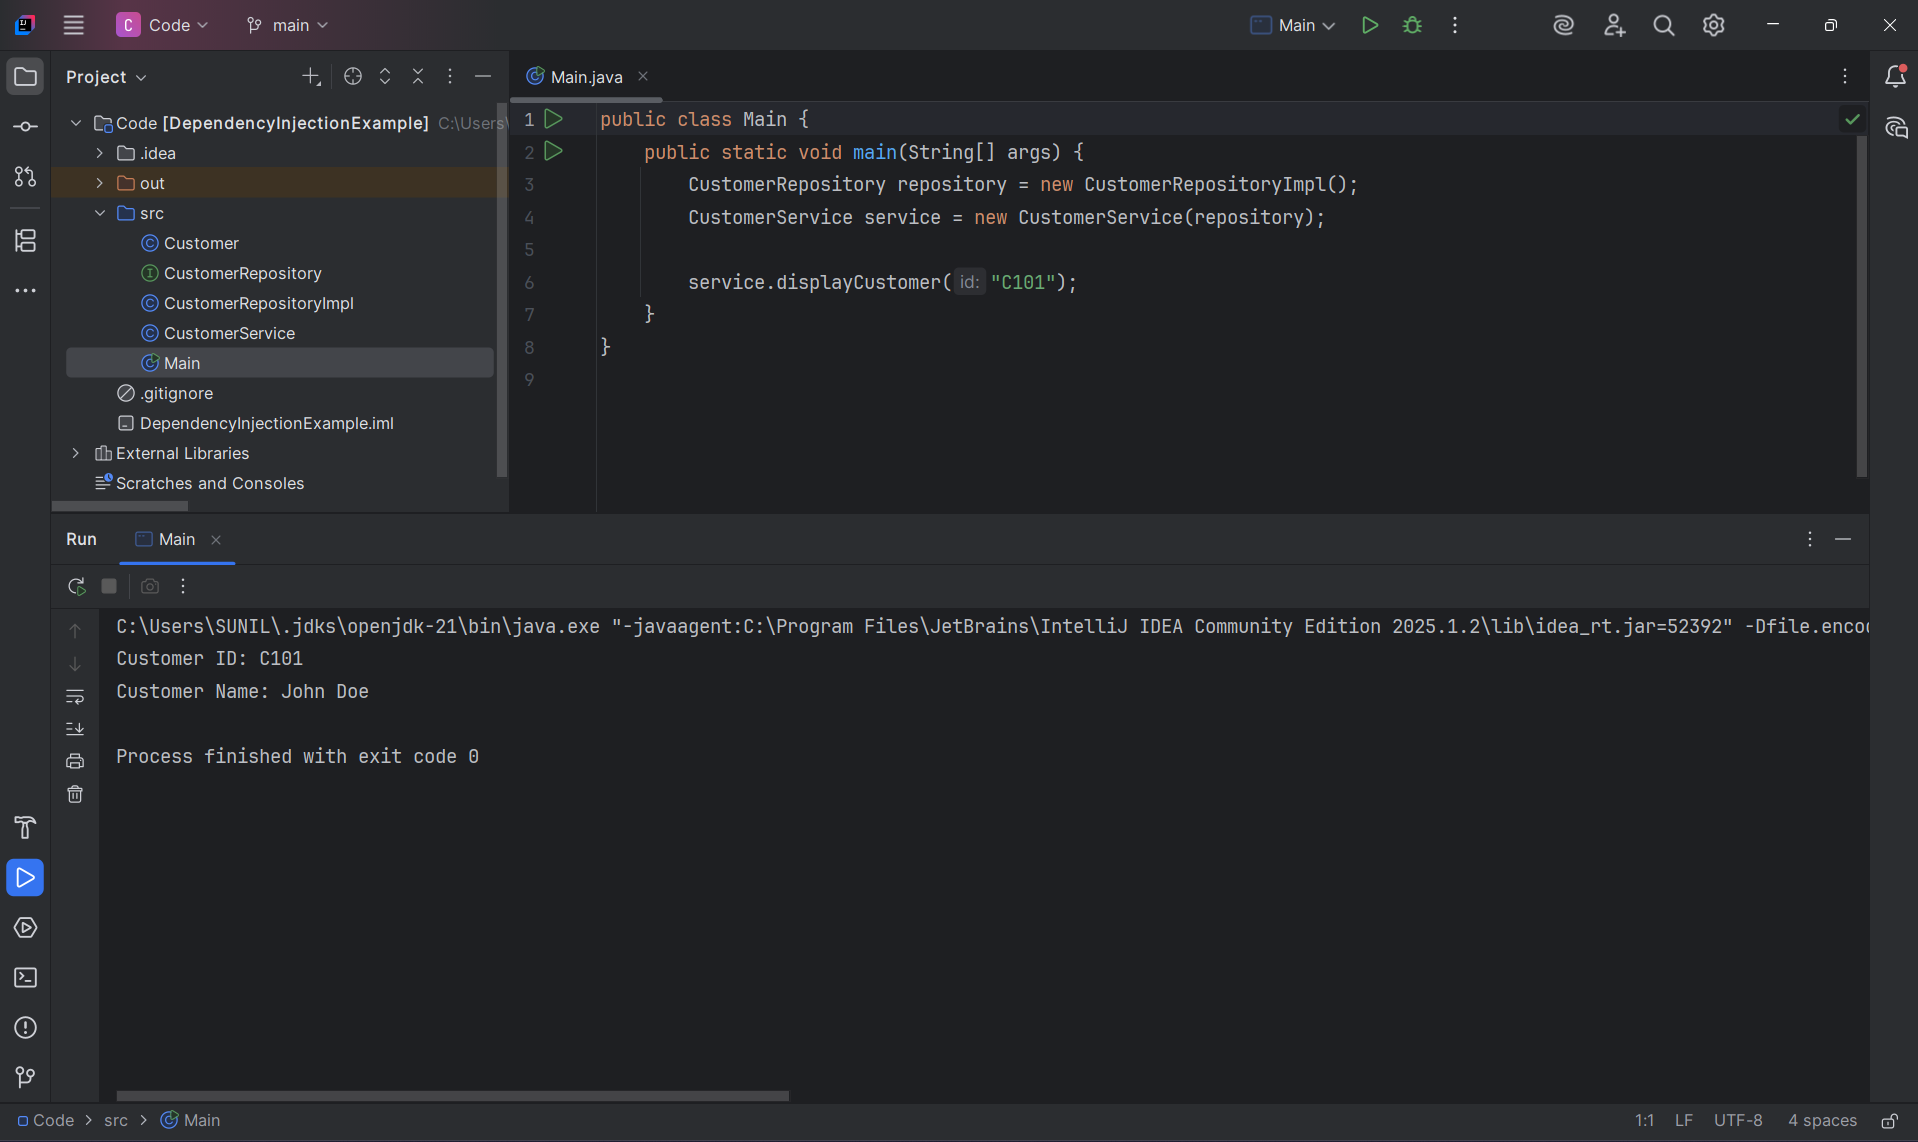 C Code main Main
Project
Main.java
Code [DependencyInjectionExample] C:\Users\
.idea
out
src
Customer
CustomerRepository
CustomerRepositoryImpl
CustomerService
Main
.gitignore
DependencyInjectionExample.iml
External Libraries
Scratches and Consoles
1 public class Main {
2 public static void main(String[] args) {
3 CustomerRepository repository = new CustomerRepositoryImpl();
4 CustomerService service = new CustomerService(repository);
5
6 service.displayCustomer( id: "C101");
7 }
8 }
9
Run Main
C:\Users\SUNIL\.jdks\openjdk-21\bin\java.exe "-javaagent:C:\Program Files\JetBrains\IntelliJ IDEA Community Edition 2025.1.2\lib\idea_rt.jar=52392" -Dfile.enco
Customer ID: C101
Customer Name: John Doe
Process finished with exit code 0
Code > src > Main 1:1 LF UTF-8 4 spaces